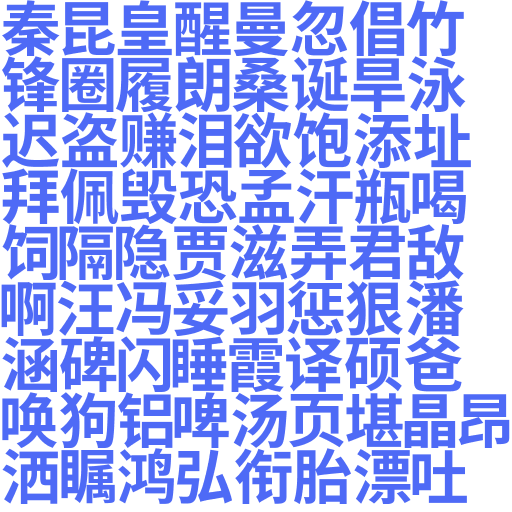 秦昆皇醒曼忽倡竹
锋圈履朗桑诞旱泳
迟盗赚泪欲饱添址
拜佩毁恐孟汗瓶喝
饲隔隐贾滋弄君敌
啊汪冯妥羽惩狠潘
涵碑闪睡霞译硕爸
唤狗铝啤汤页堪晶昂
洒瞩鸿弘衔胎漂吐